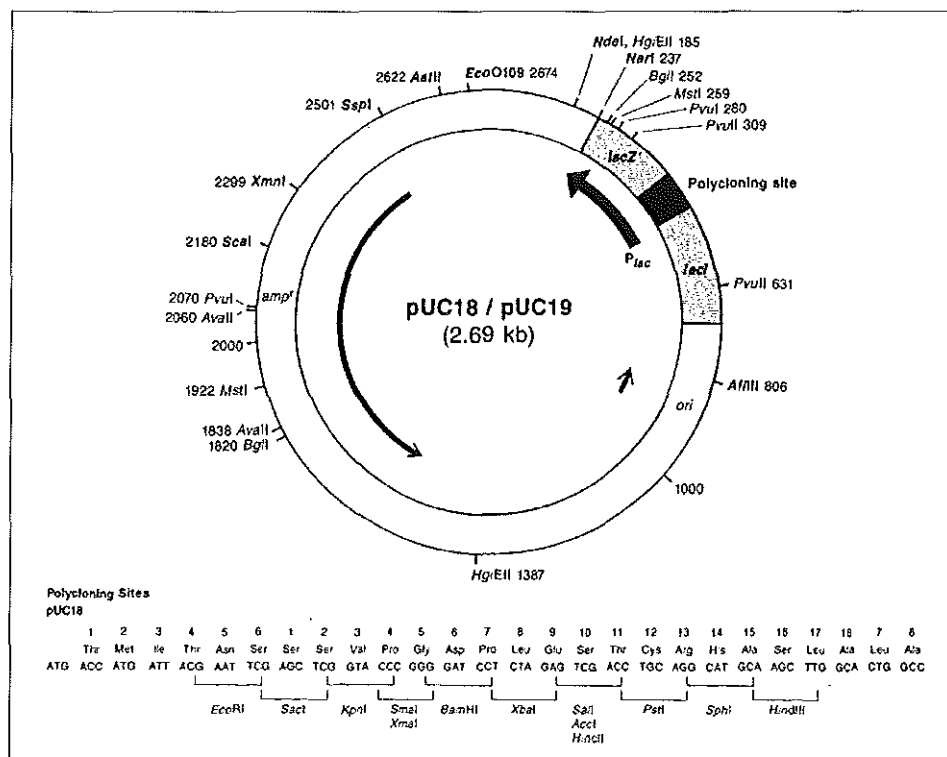 NdeI, HgiEII 185
NarI 237
BglI 252
MstI 259
PvuI 280
PvuII 309
EcoO109 2674
2622 AatII
2501 SspI
2299 XmnI
2180 ScaI
2070 PvuI
2060 AvaII
2000
1922 MstI
1838 AvaII
1820 BglI
ampʳ
lacZ'
Polycloning site
Plac
lacI
PvuII 631
pUC18 / pUC19
(2.69 kb)
AflIII 806
ori
1000
HgiEII 1387
Polycloning Sites
pUC18
1 2 3 4 5 6 1 2 3 4 5 6 7 8 9 10 11 12 13 14 15 16 17 18 7 8
Thr Met Ile Thr Asn Ser Ser Ser Val Pro Gly Asp Pro Leu Glu Ser Thr Cys Arg His Ala Ser Leu Ala Leu Ala
ATG ACC ATG ATT ACG AAT TCG AGC TCG GTA CCC GGG GAT CCT CTA GAG TCG ACC TGC AGG CAT GCA AGC TTG GCA CTG GCC
EcoRI SacI KpnI SmaI BamHI XbaI SalI PstI SphI HindIII
XmaI AccI
HincII